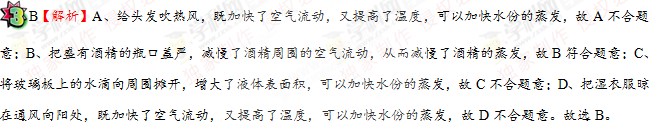 B【解析】A、给头发吹热风，既加快了空气流动，又提高了温度，可以加快水份的蒸发，故 A 不合题
意；B、把盛有酒精的瓶口盖严，减慢了酒精周围的空气流动，从而减慢了酒精的蒸发，故 B 符合题意；C、
将玻璃板上的水滴向周围摊开，增大了液体表面积，可以加快水份的蒸发，故 C 不合题意；D、把湿衣服晾
在通风向阳处，既加快了空气流动，又提高了温度，可以加快水份的蒸发，故 D 不合题意。故选 B。